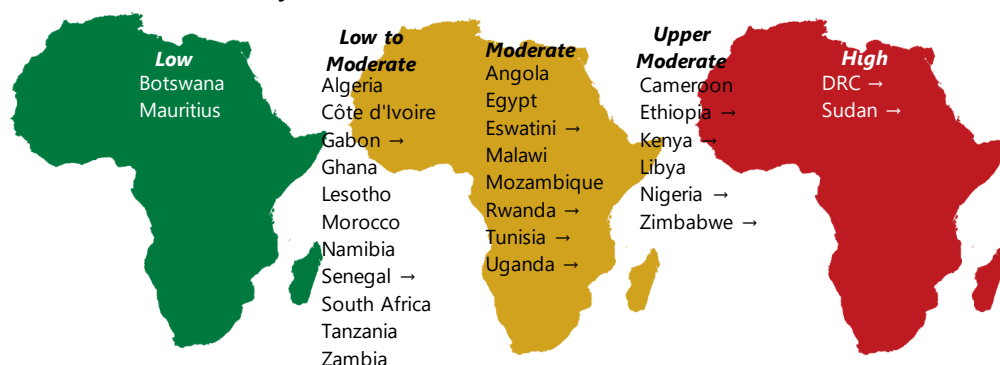 Low
Botswana
Mauritius
Low to
Moderate
Algeria
Côte d'Ivoire
Gabon →
Ghana
Lesotho
Morocco
Namibia
Senegal →
South Africa
Tanzania
Zambia
Moderate
Angola
Egypt
Eswatini →
Malawi
Mozambique
Rwanda →
Tunisia →
Uganda →
Upper
Moderate
Cameroon
Ethiopia →
Kenya →
Libya
Nigeria →
Zimbabwe →
High
DRC →
Sudan →